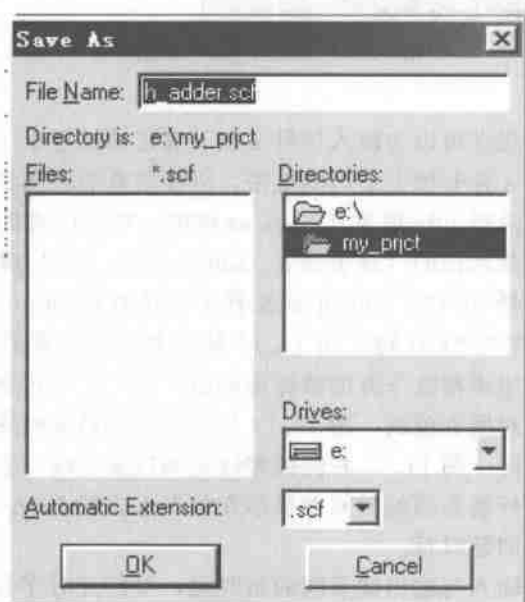 Save As
File Name: h_adder.scf
Directory is: e:\my_prjct
Files: *.scf
Directories:
e:\
my_prjct
Drives:
e:
Automatic Extension: .scf
OK Cancel